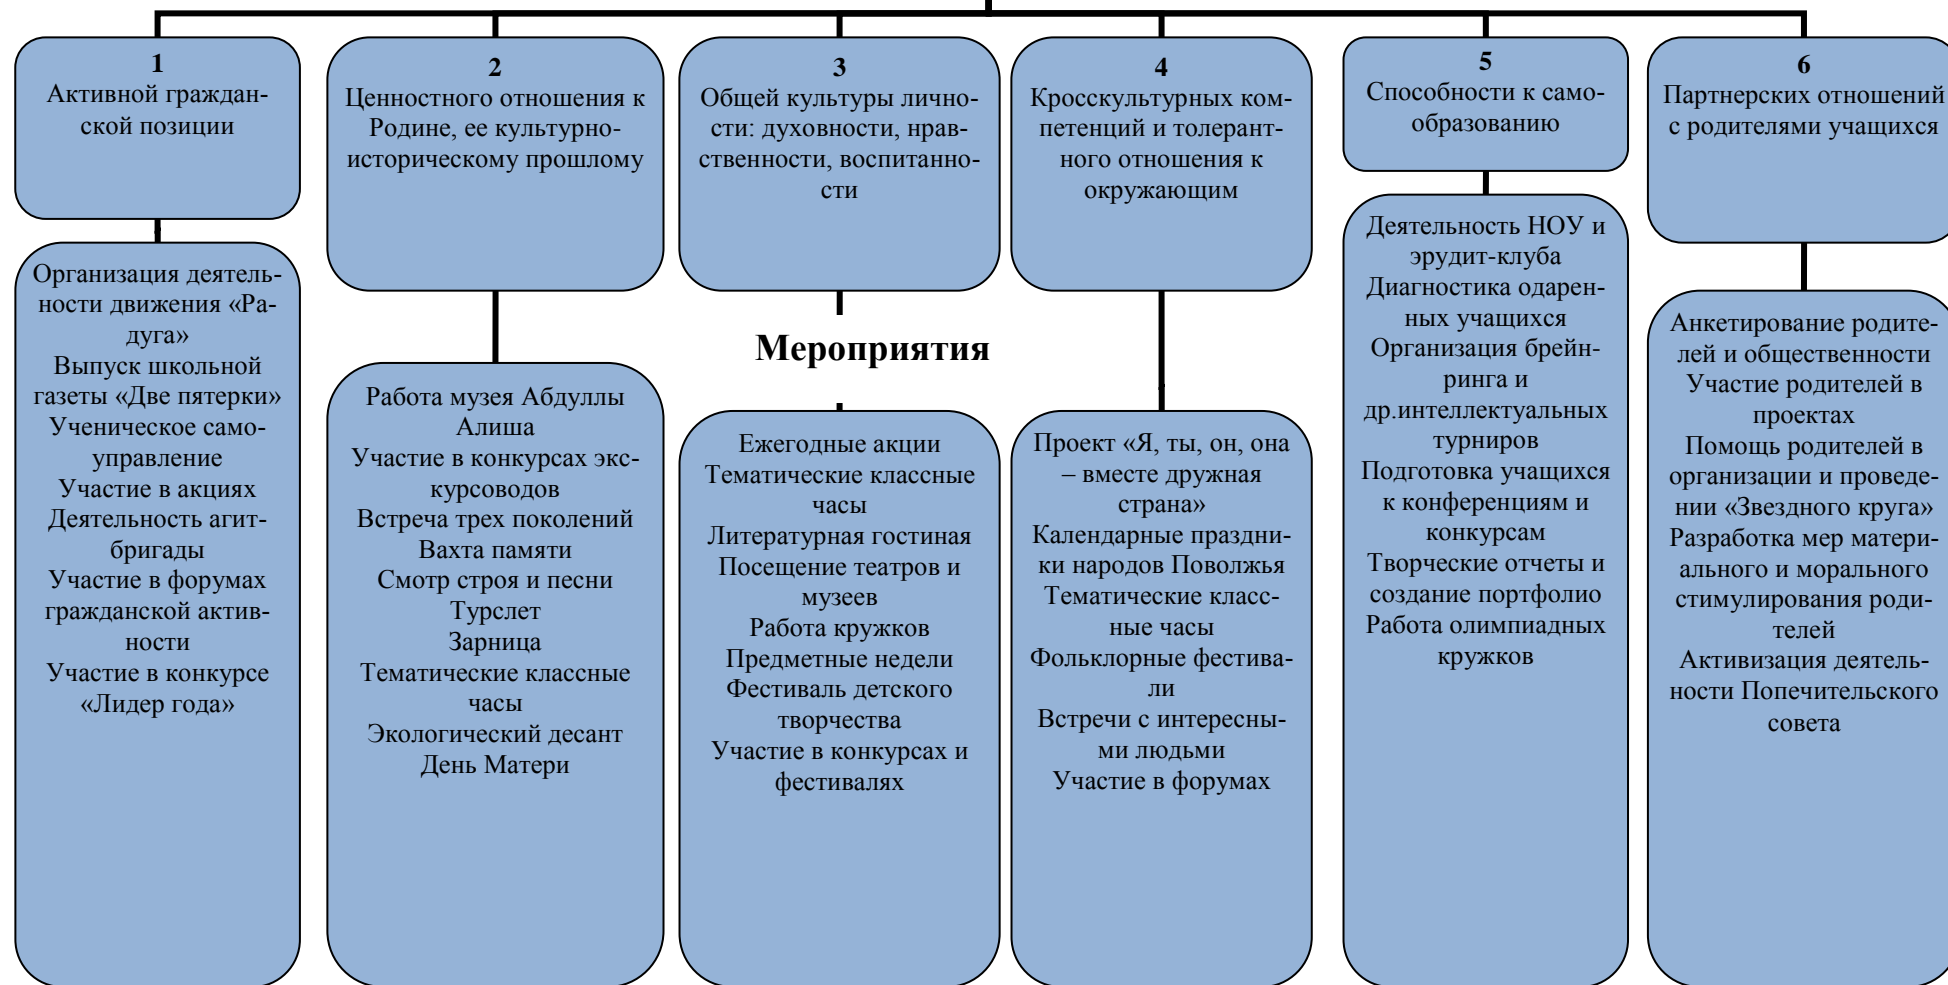 1
Активной граждан-
ской позиции
2
Ценностного отношения к
Родине, ее культурно-
историческому прошлому
3
Общей культуры лично-
сти: духовности, нрав-
ственности, воспитанно-
сти
4
Кросскультурных ком-
петенций и толерант-
ного отношения к
окружающим
5
Способности к само-
образованию
6
Партнерских отношений
с родителями учащихся
Мероприятия
Организация деятель-
ности движения «Ра-
дуга»
Выпуск школьной
газеты «Две пятерки»
Ученическое само-
управление
Участие в акциях
Деятельность агит-
бригады
Участие в форумах
гражданской актив-
ности
Участие в конкурсе
«Лидер года»
Работа музея Абдуллы
Алиша
Участие в конкурсах экс-
курсоводов
Встреча трех поколений
Вахта памяти
Смотр строя и песни
Турслет
Зарница
Тематические классные
часы
Экологический десант
День Матери
Ежегодные акции
Тематические классные
часы
Литературная гостиная
Посещение театров и
музеев
Работа кружков
Предметные недели
Фестиваль детского
творчества
Участие в конкурсах и
фестивалях
Проект «Я, ты, он, она
– вместе дружная
страна»
Календарные праздни-
ки народов Поволжья
Тематические класс-
ные часы
Фольклорные фестива-
ли
Встречи с интересны-
ми людьми
Участие в форумах
Деятельность НОУ и
эрудит-клуба
Диагностика одарен-
ных учащихся
Организация брейн-
ринга и
др.интеллектуальных
турниров
Подготовка учащихся
к конференциям и
конкурсам
Творческие отчеты и
создание портфолио
Работа олимпиадных
кружков
Анкетирование родите-
лей и общественности
Участие родителей в
проектах
Помощь родителей в
организации и проведе-
нии «Звездного круга»
Разработка мер матери-
ального и морального
стимулирования роди-
телей
Активизация деятель-
ности Попечительского
совета